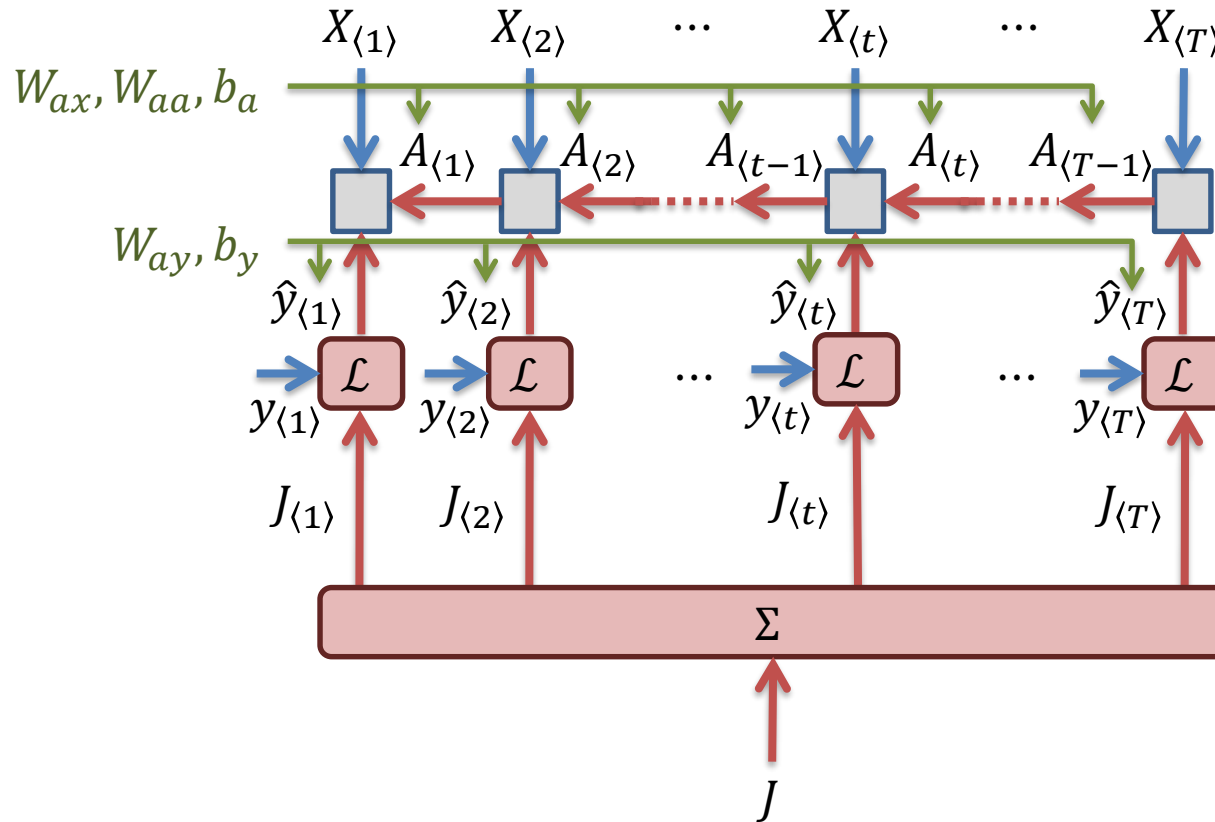 X⟨1⟩ X⟨2⟩ ... X⟨t⟩ ... X⟨T⟩
W_ax, W_aa, b_a
A⟨1⟩ A⟨2⟩ A⟨t−1⟩ A⟨t⟩ A⟨T−1⟩
W_ay, b_y
ŷ⟨1⟩ ŷ⟨2⟩ ŷ⟨t⟩ ŷ⟨T⟩
ℒ ℒ ... ℒ ... ℒ
y⟨1⟩ y⟨2⟩ y⟨t⟩ y⟨T⟩
J⟨1⟩ J⟨2⟩ J⟨t⟩ J⟨T⟩
Σ
J